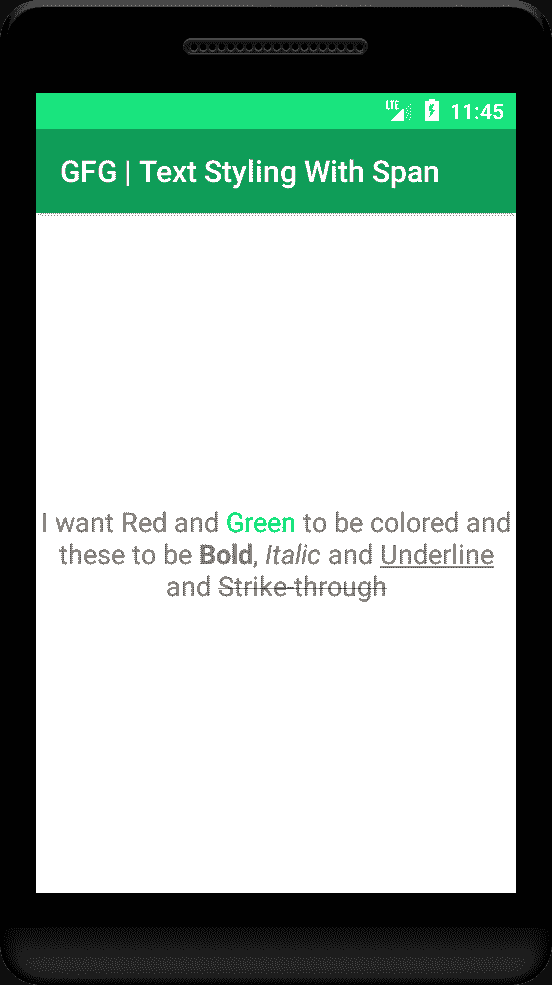 LTE 11:45
GFG | Text Styling With Span
I want Red and Green to be colored and
these to be Bold, Italic and Underline
and Strike-through